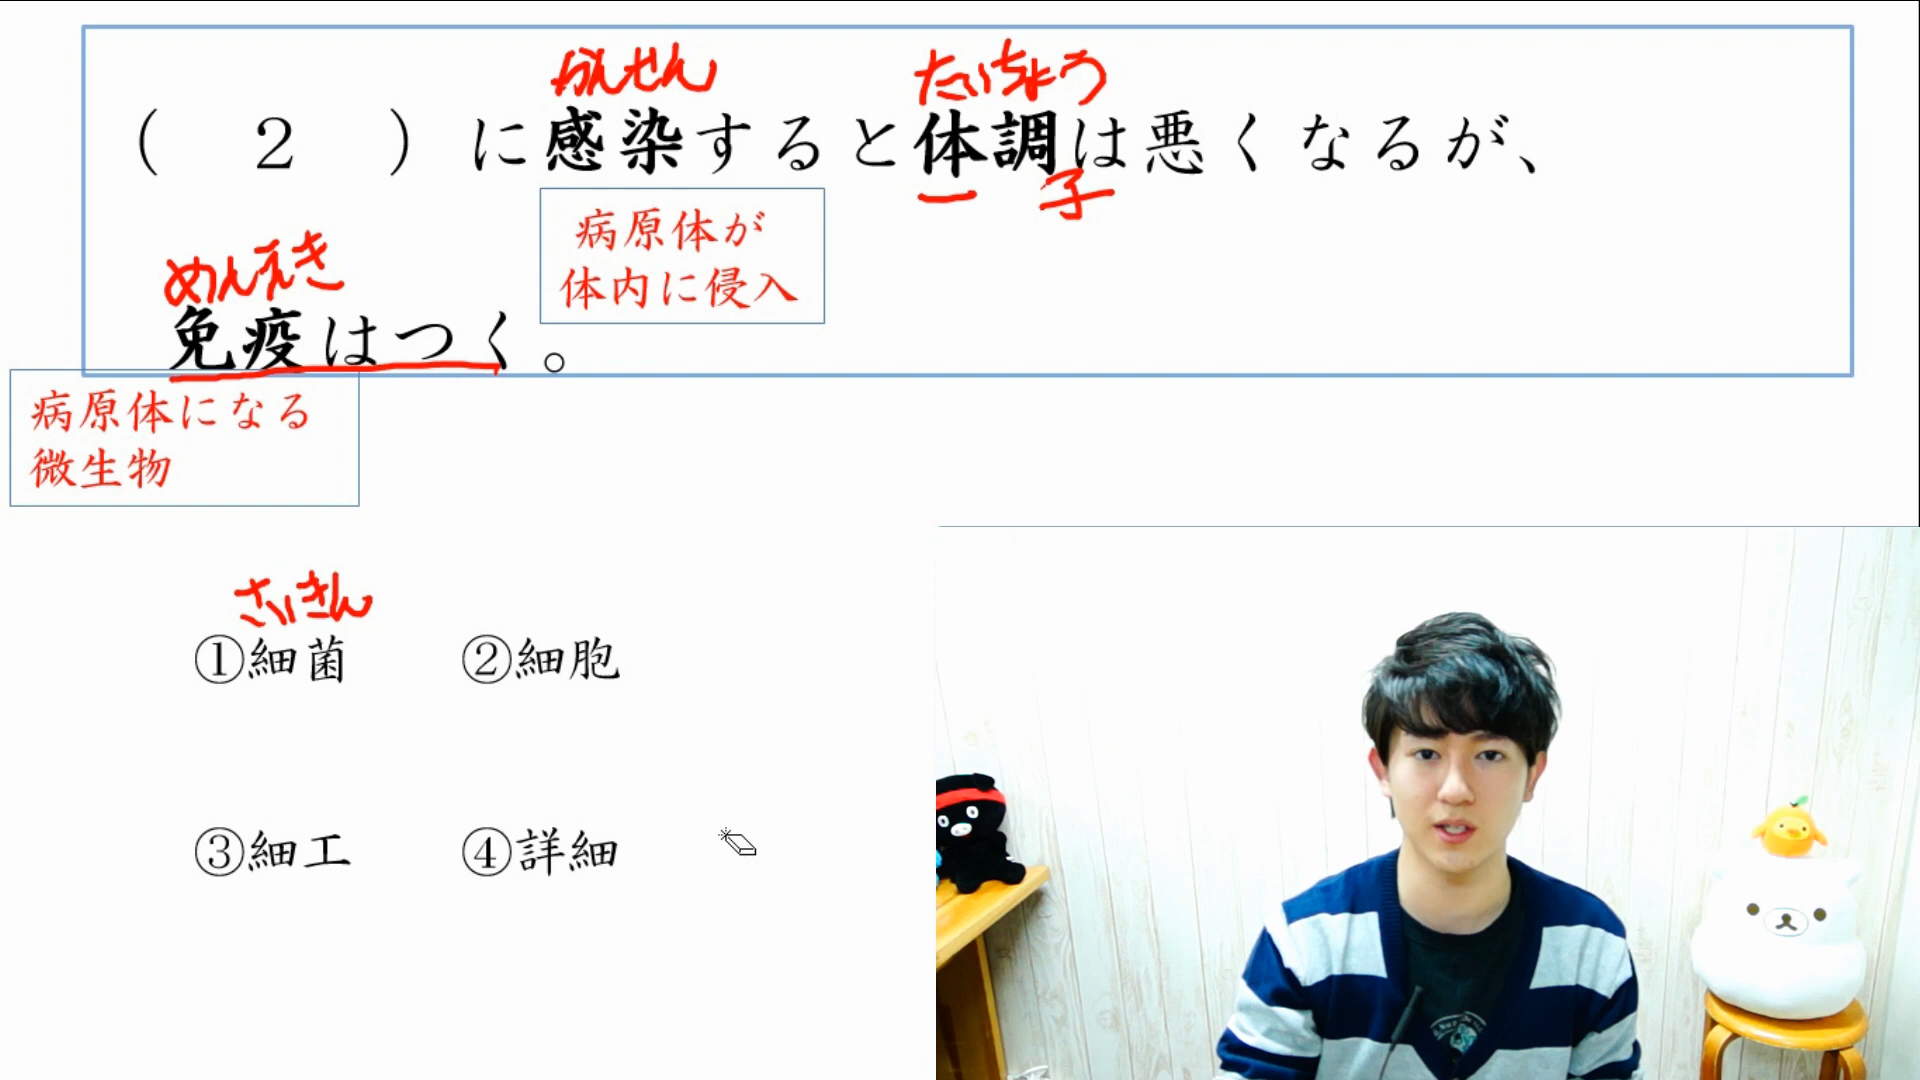 かんせん　たいちょう
（　２　）に感染すると体調は悪くなるが、
一　子
病原体が
体内に侵入
めんえき
免疫はつく。
病原体になる
微生物
さいきん
①細菌　②細胞
③細工　④詳細